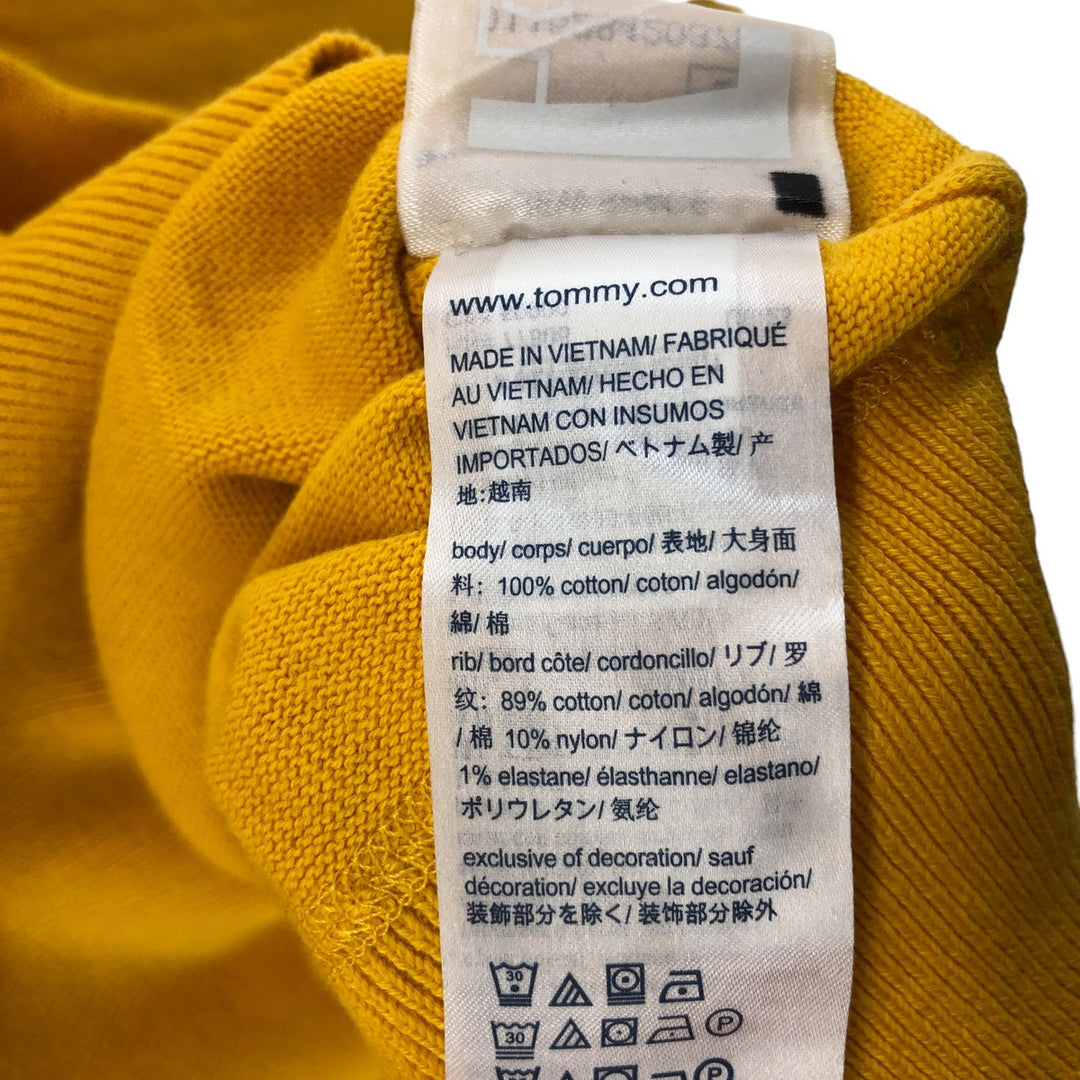 www.tommy.com
MADE IN VIETNAM/ FABRIQUÉ
AU VIETNAM/ HECHO EN
VIETNAM CON INSUMOS
IMPORTADOS/ ベトナム製/ 产
地:越南
body/ corps/ cuerpo/ 表地/ 大身面
料: 100% cotton/ coton/ algodón/
綿/ 棉
rib/ bord côte/ cordoncillo/ リブ/ 罗
纹: 89% cotton/ coton/ algodón/ 綿
/ 棉 10% nylon/ ナイロン/ 锦纶
1% elastane/ élasthanne/ elastano/
ポリウレタン/ 氨纶
exclusive of decoration/ sauf
décoration/ excluye la decoración/
装飾部分を除く/ 装饰部分除外
30
30 P
P